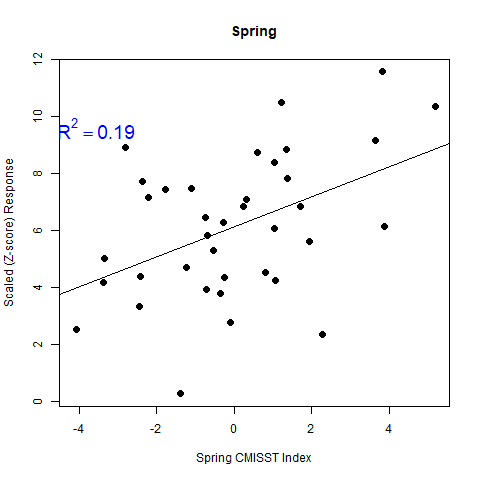 Spring
R² = 0.19
Scaled (Z-score) Response
12
10
8
6
4
2
0
-4 -2 0 2 4
Spring CMISST Index